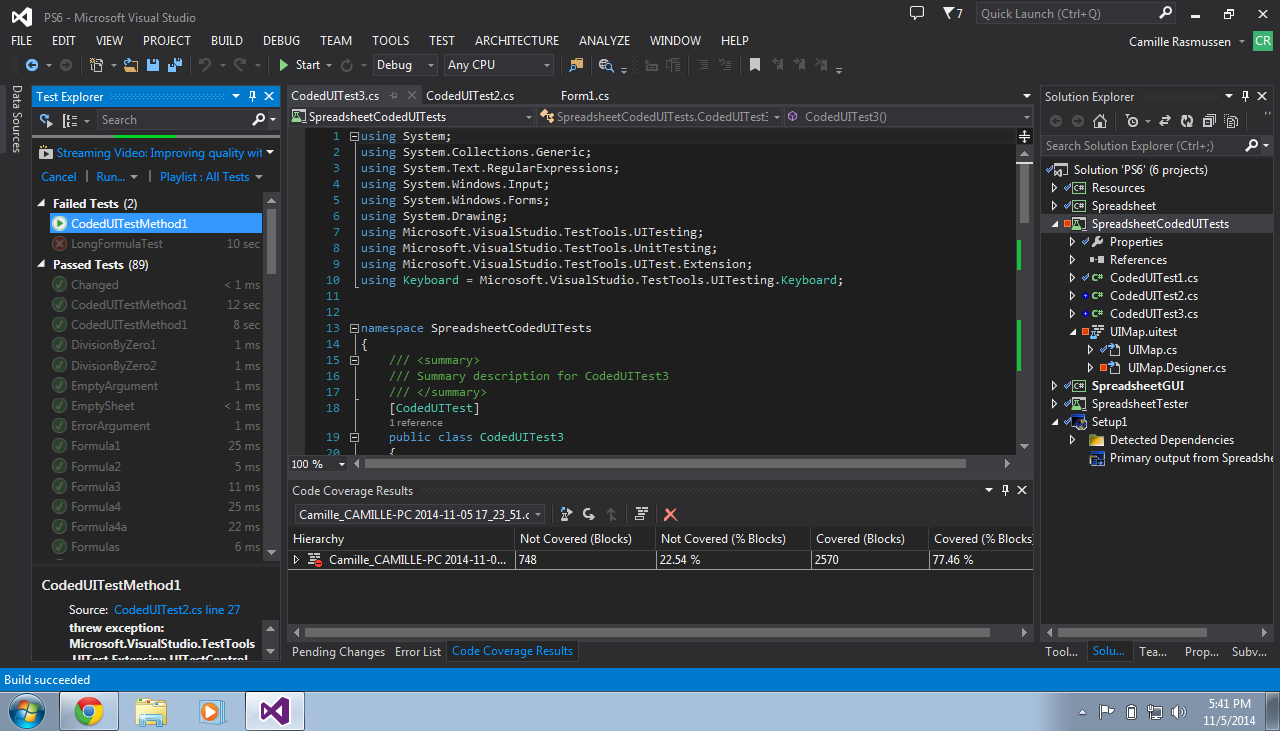 PS6 - Microsoft Visual Studio
7
Quick Launch (Ctrl+Q)
FILE EDIT VIEW PROJECT BUILD DEBUG TEAM TOOLS TEST ARCHITECTURE ANALYZE WINDOW HELP
Camille Rasmussen
CR
Start
Debug
Any CPU
Data Sources
Test Explorer
Search
Streaming Video: Improving quality wit
Cancel | Run... | Playlist : All Tests
Failed Tests (2)
CodedUITestMethod1
LongFormulaTest 10 sec
Passed Tests (89)
Changed < 1 ms
CodedUITestMethod1 12 sec
CodedUITestMethod1 8 sec
DivisionByZero1 1 ms
DivisionByZero2 1 ms
EmptyArgument 1 ms
EmptySheet < 1 ms
ErrorArgument 1 ms
Formula1 25 ms
Formula2 5 ms
Formula3 11 ms
Formula4 25 ms
Formula4a 22 ms
Formulas 6 ms
CodedUITestMethod1
Source: CodedUITest2.cs line 27
threw exception:
Microsoft.VisualStudio.TestTools
.UITest.Extension.UITestControl
CodedUITest3.cs CodedUITest2.cs Form1.cs
SpreadsheetCodedUITests
SpreadsheetCodedUITests.CodedUITest3
CodedUITest3()
1 using System;
2 using System.Collections.Generic;
3 using System.Text.RegularExpressions;
4 using System.Windows.Input;
5 using System.Windows.Forms;
6 using System.Drawing;
7 using Microsoft.VisualStudio.TestTools.UITesting;
8 using Microsoft.VisualStudio.TestTools.UnitTesting;
9 using Microsoft.VisualStudio.TestTools.UITest.Extension;
10 using Keyboard = Microsoft.VisualStudio.TestTools.UITesting.Keyboard;
11
12
13 namespace SpreadsheetCodedUITests
14 {
15 /// <summary>
16 /// Summary description for CodedUITest3
17 /// </summary>
18 [CodedUITest]
1 reference
19 public class CodedUITest3
20 {
100 %
Code Coverage Results
Camille_CAMILLE-PC 2014-11-05 17_23_51.c
Hierarchy Not Covered (Blocks) Not Covered (% Blocks) Covered (Blocks) Covered (% Blocks)
Camille_CAMILLE-PC 2014-11-0... 748 22.54 % 2570 77.46 %
Pending Changes Error List Code Coverage Results
Solution Explorer
Search Solution Explorer (Ctrl+;)
Solution 'PS6' (6 projects)
Resources
Spreadsheet
SpreadsheetCodedUITests
Properties
References
CodedUITest1.cs
CodedUITest2.cs
CodedUITest3.cs
UIMap.uitest
UIMap.cs
UIMap.Designer.cs
SpreadsheetGUI
SpreadsheetTester
Setup1
Detected Dependencies
Primary output from Spreadshe
Tool... Solu... Tea... Prop... Subv...
Build succeeded
5:41 PM
11/5/2014